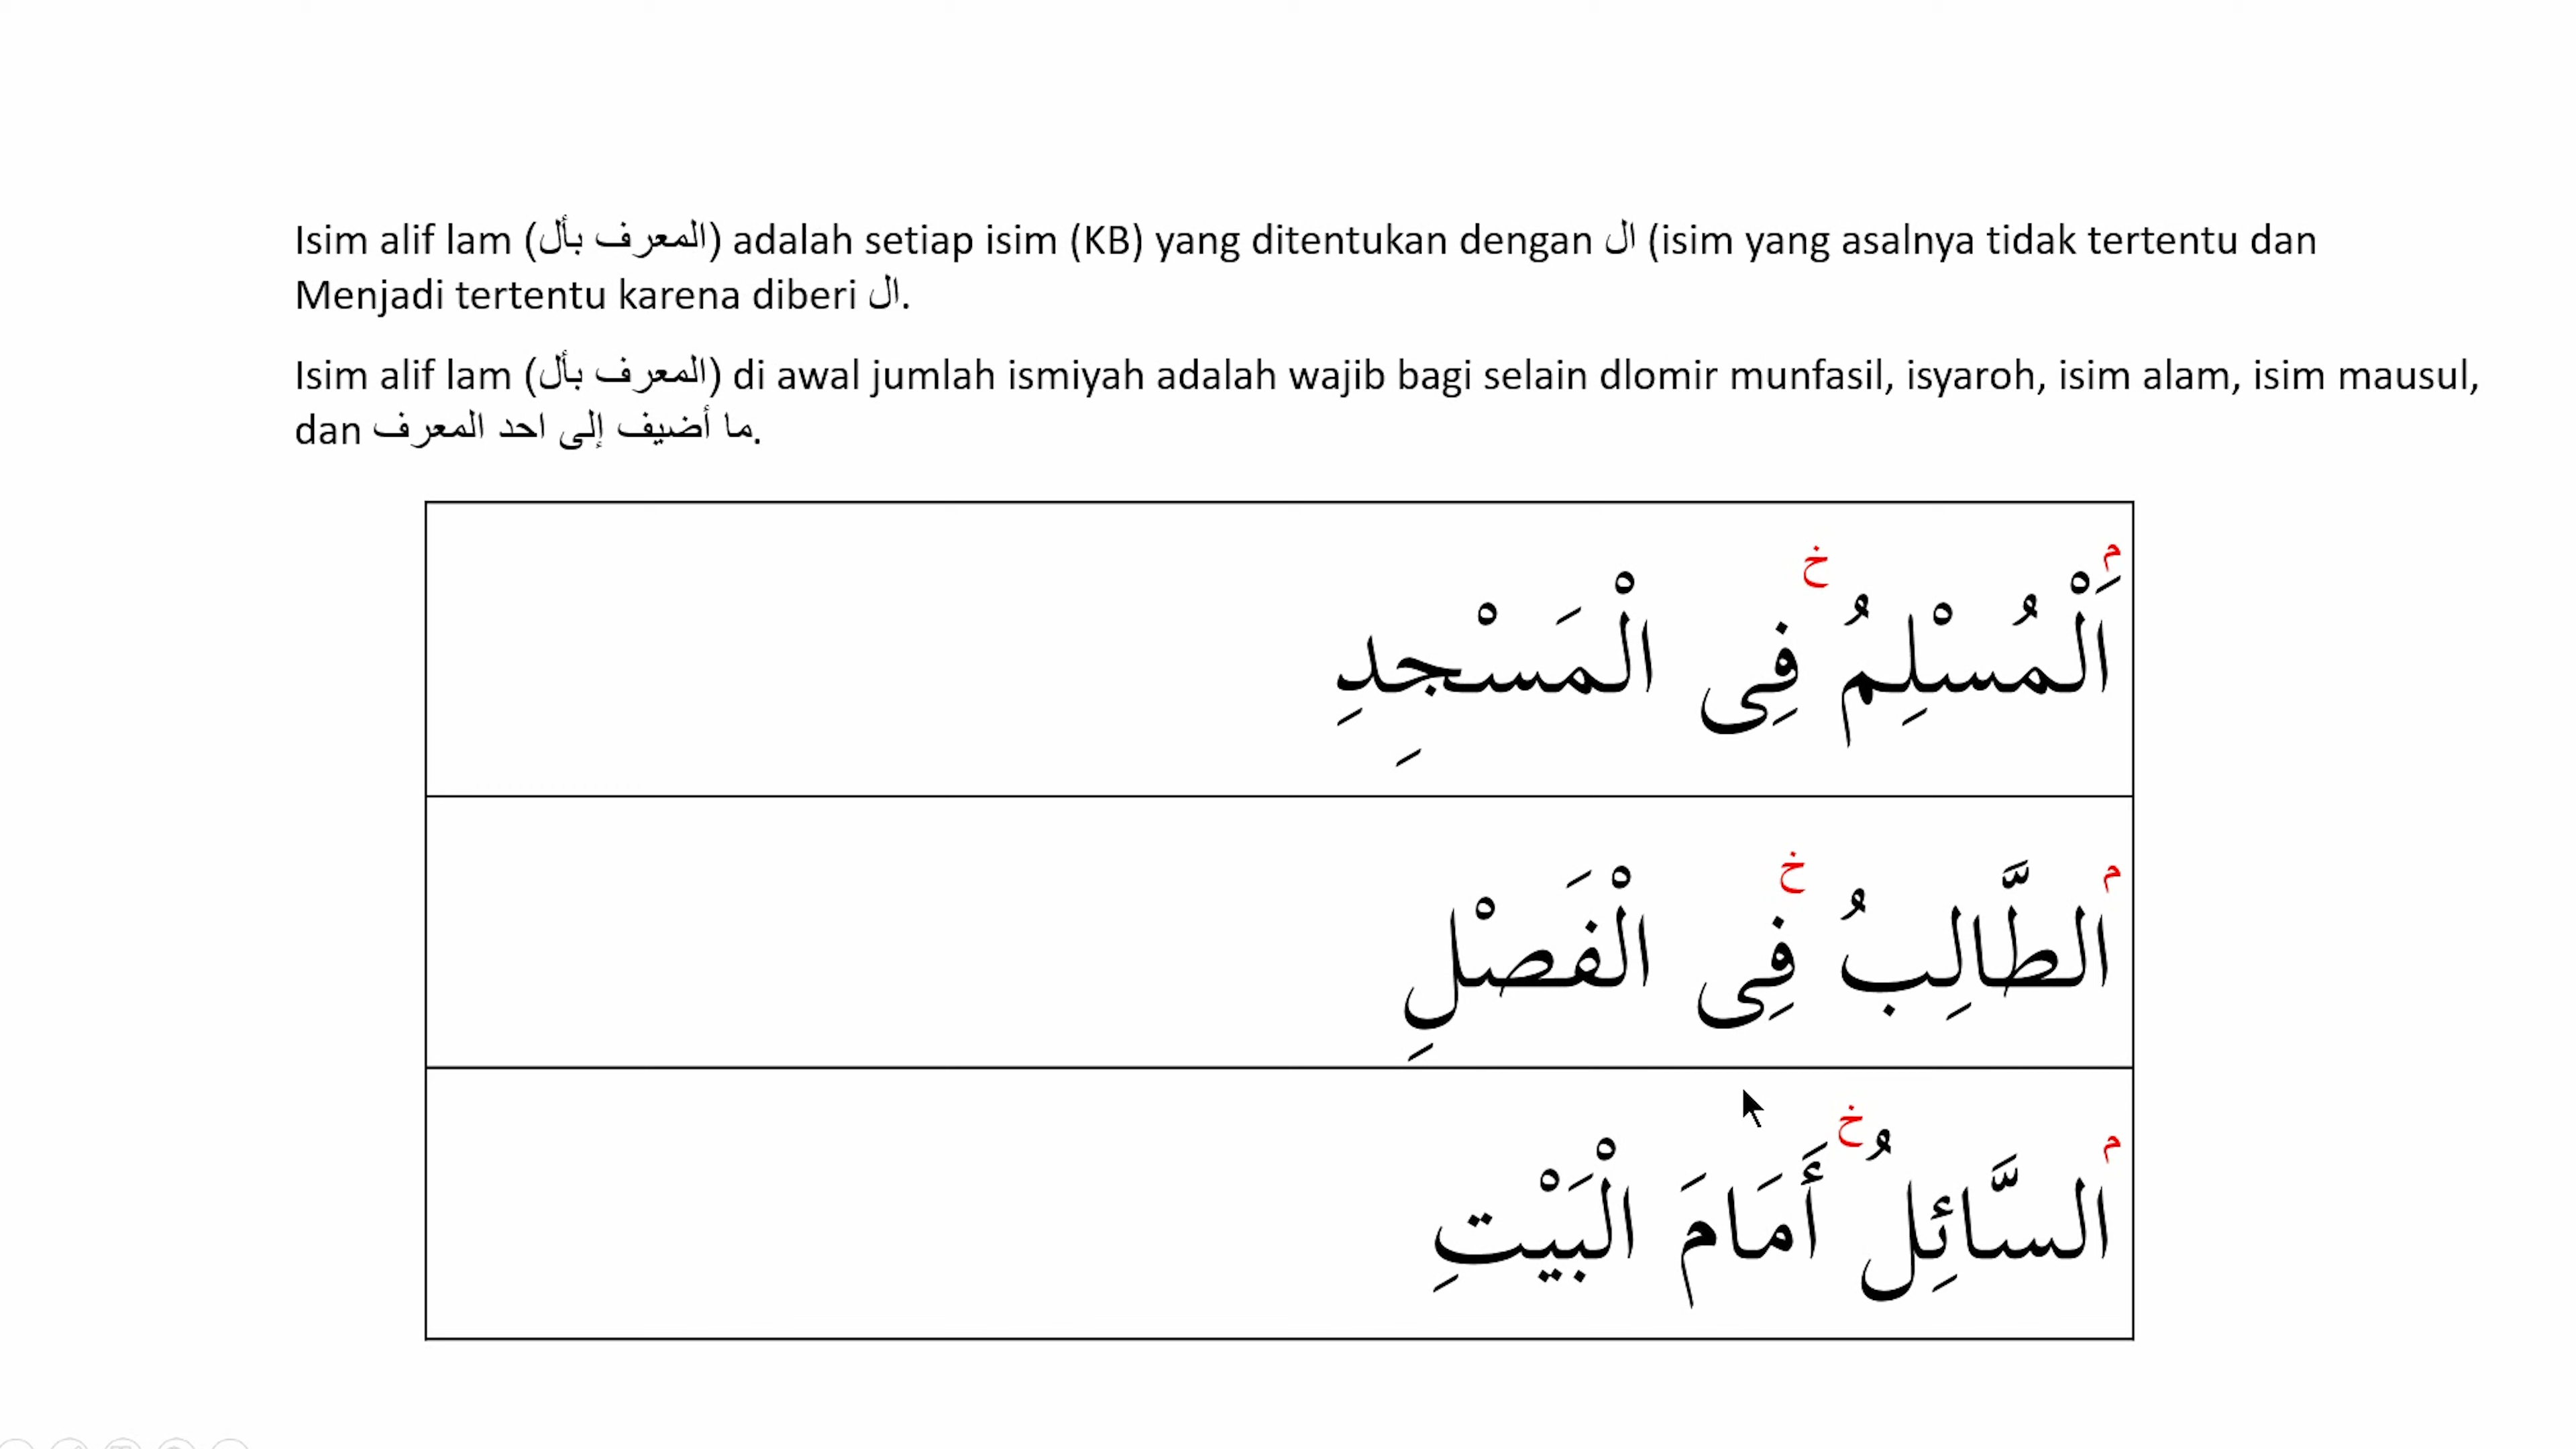 Isim alif lam (المعرف بأل) adalah setiap isim (KB) yang ditentukan dengan ال (isim yang asalnya tidak tertentu dan
Menjadi tertentu karena diberi ال.
Isim alif lam (المعرف بأل) di awal jumlah ismiyah adalah wajib bagi selain dlomir munfasil, isyaroh, isim alam, isim mausul,
dan ما أضيف إلى احد المعرف.
م خ
اَلْمُسْلِمُ فِى الْمَسْجِدِ
م خ
الطَّالِبُ فِى الْفَصْلِ
م خ
السَّائِلُ أَمَامَ الْبَيْتِ